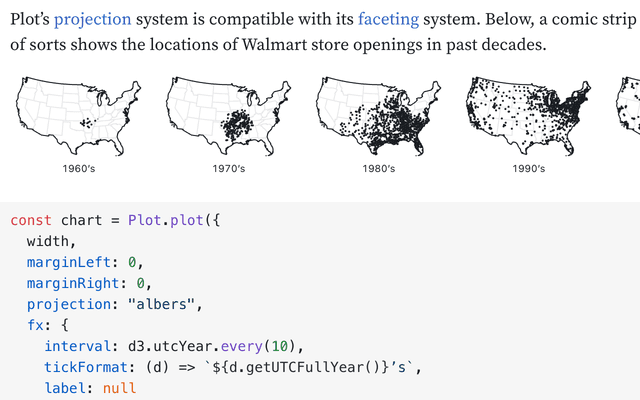 Plot’s projection system is compatible with its faceting system. Below, a comic strip
of sorts shows the locations of Walmart store openings in past decades.
1960's 1970's 1980's 1990's
const chart = Plot.plot({
  width,
  marginLeft: 0,
  marginRight: 0,
  projection: "albers",
  fx: {
    interval: d3.utcYear.every(10),
    tickFormat: (d) => `${d.getUTCFullYear()}’s`,
    label: null